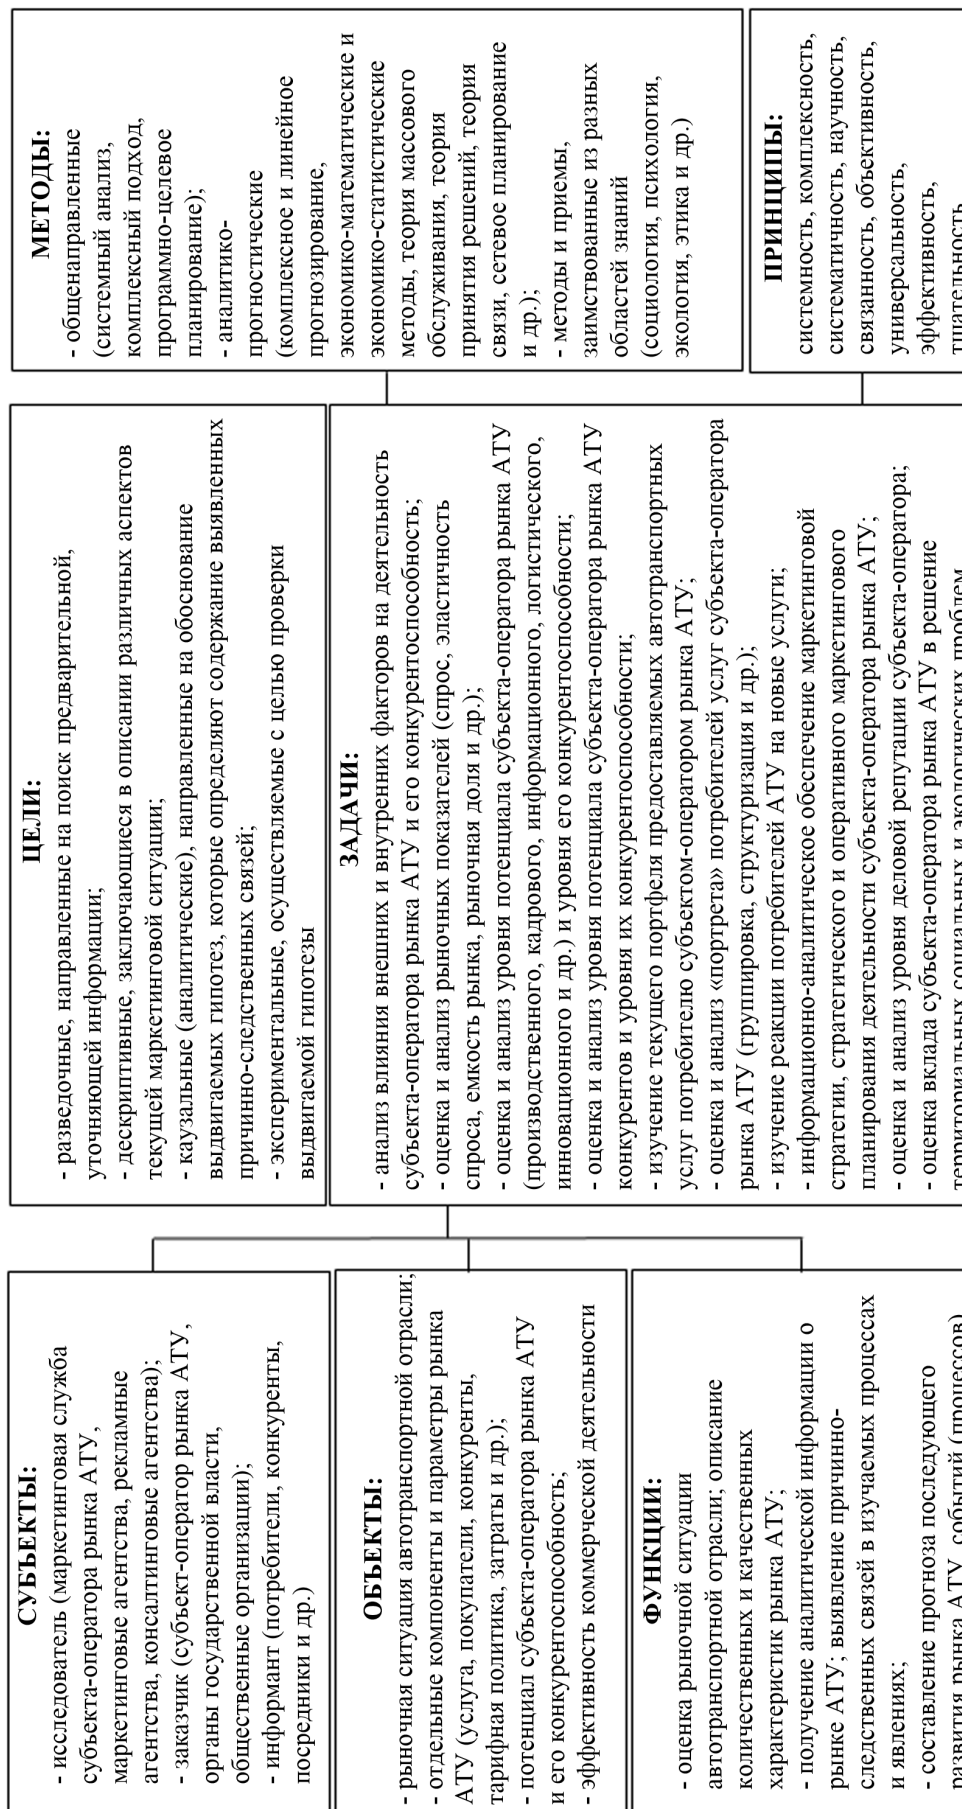 СУБЪЕКТЫ:
- исследователь (маркетинговая служба
субъекта-оператора рынка АТУ,
маркетинговые агентства, рекламные
агентства, консалтинговые агентства);
- заказчик (субъект-оператор рынка АТУ,
органы государственной власти,
общественные организации);
- информант (потребители, конкуренты,
посредники и др.)
ОБЪЕКТЫ:
- рыночная ситуация автотранспортной отрасли;
- отдельные компоненты и параметры рынка
АТУ (услуга, покупатели, конкуренты,
тарифная политика, затраты и др.);
- потенциал субъекта-оператора рынка АТУ
и его конкурентоспособность;
- эффективность коммерческой деятельности
ФУНКЦИИ:
- оценка рыночной ситуации
автотранспортной отрасли; описание
количественных и качественных
характеристик рынка АТУ;
- получение аналитической информации о
рынке АТУ; выявление причинно-
следственных связей в изучаемых процессах
и явлениях;
- составление прогноза последующего
развития рынка АТУ, событий (процессов)
ЦЕЛИ:
- разведочные, направленные на поиск предварительной,
уточняющей информации;
- дескриптивные, заключающиеся в описании различных аспектов
текущей маркетинговой ситуации;
- каузальные (аналитические), направленные на обоснование
выдвигаемых гипотез, которые определяют содержание выявленных
причинно-следственных связей;
- экспериментальные, осуществляемые с целью проверки
выдвигаемой гипотезы
ЗАДАЧИ:
- анализ влияния внешних и внутренних факторов на деятельность
субъекта-оператора рынка АТУ и его конкурентоспособность;
- оценка и анализ рыночных показателей (спрос, эластичность
спроса, емкость рынка, рыночная доля и др.);
- оценка и анализ уровня потенциала субъекта-оператора рынка АТУ
(производственного, кадрового, информационного, логистического,
инновационного и др.) и уровня его конкурентоспособности;
- оценка и анализ уровня потенциала субъекта-оператора рынка АТУ
конкурентов и уровня их конкурентоспособности;
- изучение текущего портфеля предоставляемых автотранспортных
услуг потребителю субъектом-оператором рынка АТУ;
- оценка и анализ «портрета» потребителей услуг субъекта-оператора
рынка АТУ (группировка, структуризация и др.);
- изучение реакции потребителей АТУ на новые услуги;
- информационно-аналитическое обеспечение маркетинговой
стратегии, стратегического и оперативного маркетингового
планирования деятельности субъекта-оператора рынка АТУ;
- оценка и анализ уровня деловой репутации субъекта-оператора;
- оценка вклада субъекта-оператора рынка АТУ в решение
территориальных социальных и экологических проблем
МЕТОДЫ:
- общенаправленные
(системный анализ,
комплексный подход,
программно-целевое
планирование);
- аналитико-
прогностические
(комплексное и линейное
прогнозирование,
экономико-математические и
экономико-статистические
методы, теория массового
обслуживания, теория
принятия решений, теория
связи, сетевое планирование
и др.);
- методы и приемы,
заимствованные из разных
областей знаний
(социология, психология,
экология, этика и др.)
ПРИНЦИПЫ:
системность, комплексность,
систематичность, научность,
связанность, объективность,
универсальность,
эффективность,
тщательность